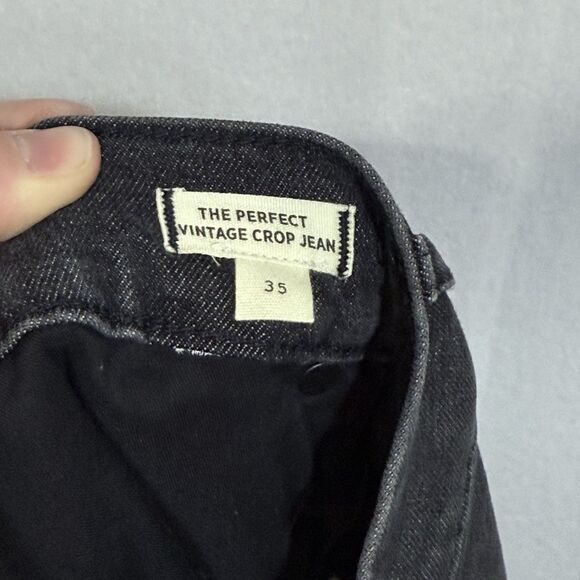 THE PERFECT
VINTAGE CROP JEAN
35